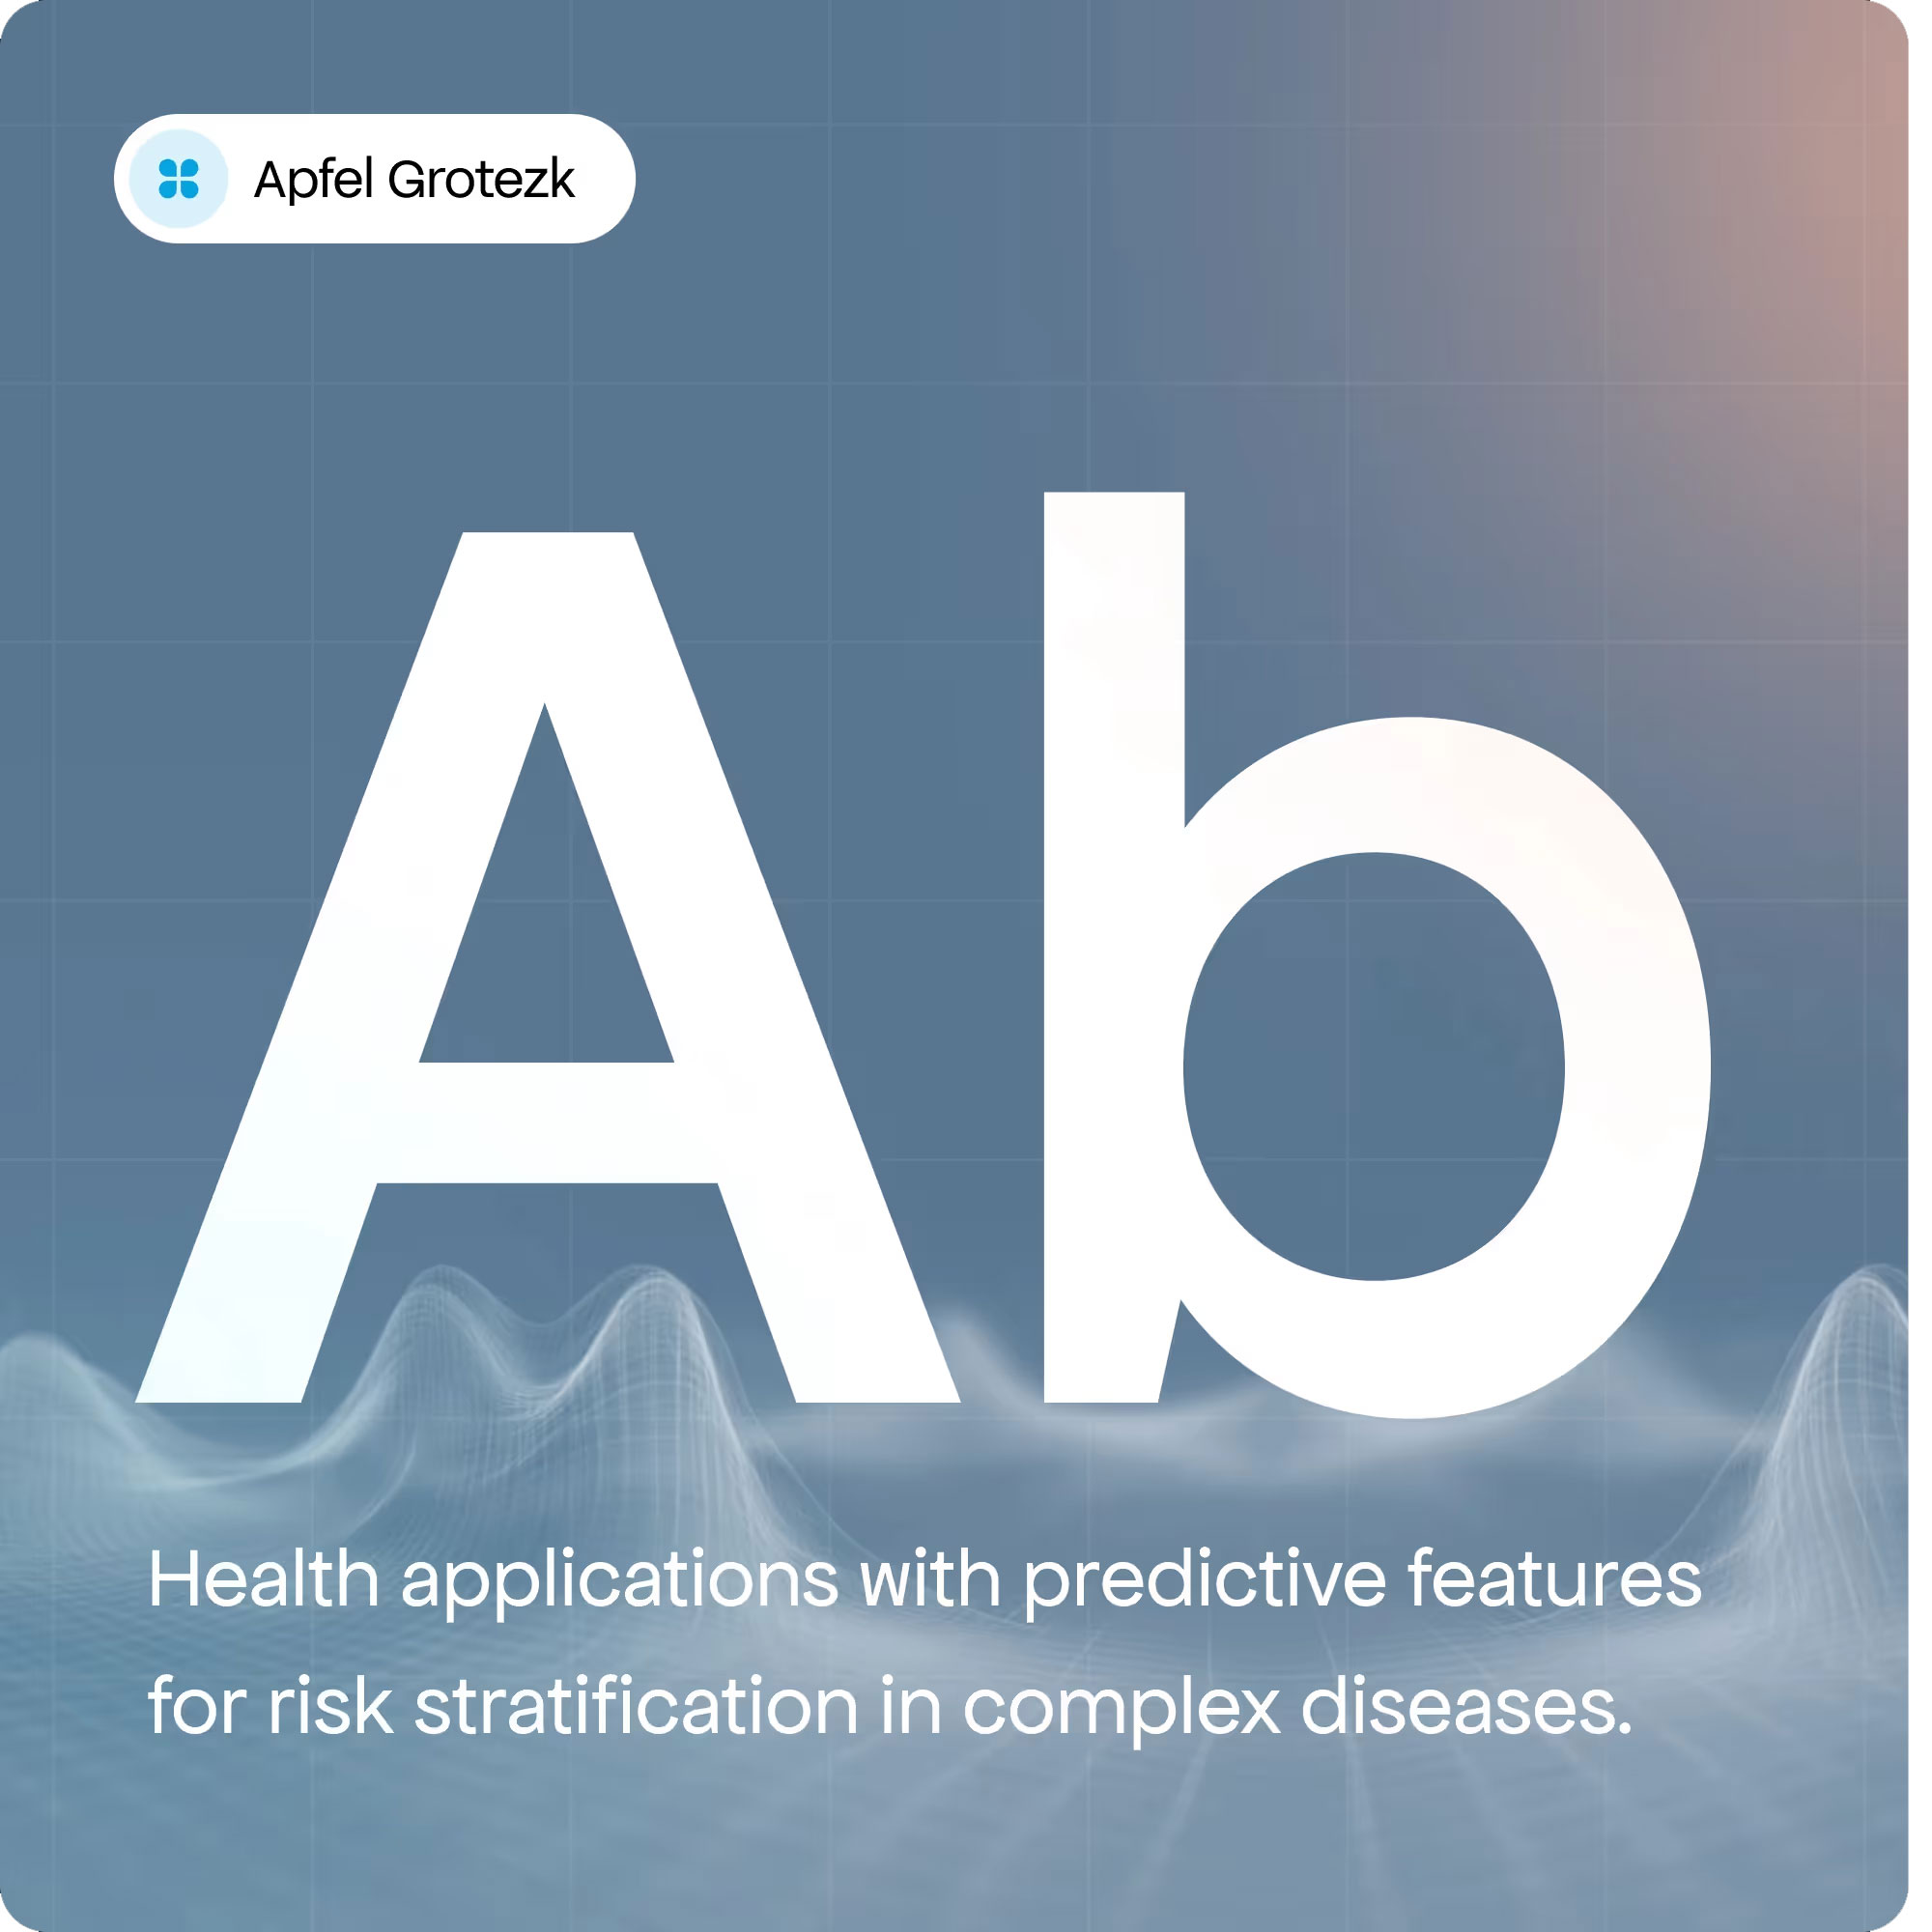 Apfel Grotezk
Ab
Health applications with predictive features
for risk stratification in complex diseases.